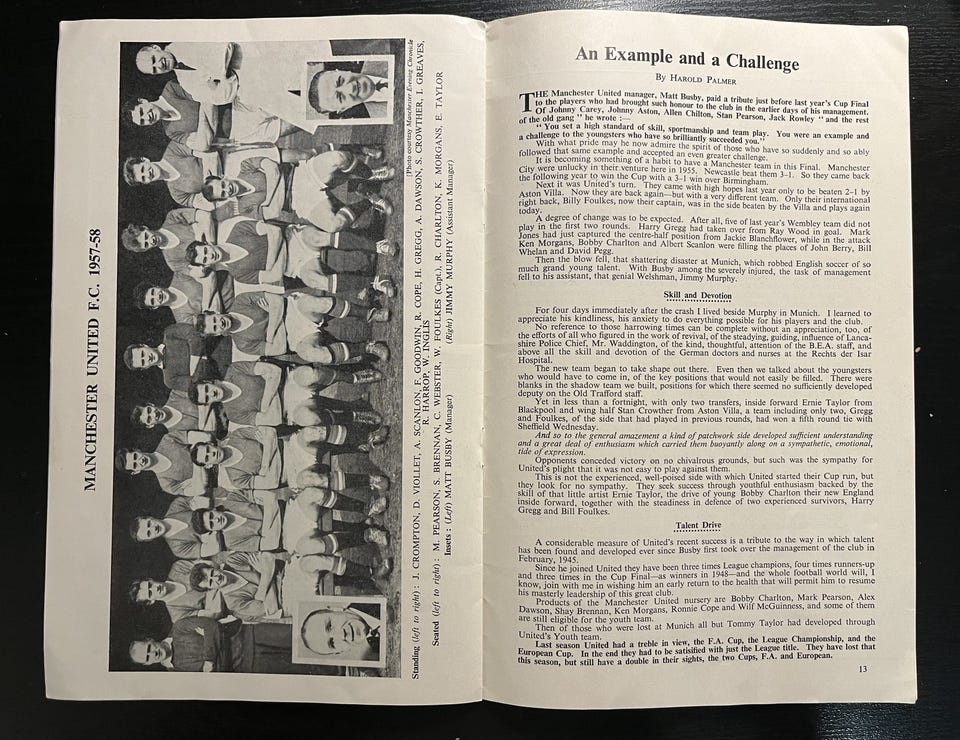 MANCHESTER UNITED F.C. 1957-58
[Photo courtesy Manchester Evening Chronicle
Standing (left to right): J. CROMPTON, D. VIOLLET, A. SCANLON, F. GOODWIN, R. COPE, H. GREGG, A. DAWSON, S. CROWTHER, I. GREAVES,
R. HARROP, W. INGLIS
Seated (left to right): M. PEARSON, S. BRENNAN, C. WEBSTER, W. FOULKES (Capt.), R. CHARLTON, K. MORGANS, E. TAYLOR
Insets: (Left) MATT BUSBY (Manager) (Right) JIMMY MURPHY (Assistant Manager)
An Example and a Challenge
By HAROLD PALMER
THE Manchester United manager, Matt Busby, paid a tribute just before last year's Cup Final
to the players who had brought such honour to the club in the earlier days of his management.
Of Johnny Carey, Johnny Aston, Allen Chilton, Stan Pearson, Jack Rowley " and the rest
of the old gang " he wrote :—
" You set a high standard of skill, sportmanship and team play. You were an example and
a challenge to the youngsters who have so brilliantly succeeded you."
With what pride may he now admire the spirit of those who have so suddenly and so ably
followed that same example and accepted an even greater challenge.
It is becoming something of a habit to have a Manchester team in this Final. Manchester
City were unlucky in their venture here in 1955. Newcastle beat them 3–1. So they came back
the following year to win the Cup with a 3–1 win over Birmingham.
Next it was United's turn. They came with high hopes last year only to be beaten 2–1 by
Aston Villa. Now they are back again—but with a very different team. Only their international
right back, Billy Foulkes, now their captain, was in the side beaten by the Villa and plays again
today.
A degree of change was to be expected. After all, five of last year's Wembley team did not
play in the first two rounds. Harry Gregg had taken over from Ray Wood in goal. Mark
Jones had just captured the centre-half position from Jackie Blanchflower, while in the attack
Ken Morgans, Bobby Charlton and Albert Scanlon were filling the places of John Berry, Bill
Whelan and David Pegg.
Then the blow fell, that shattering disaster at Munich, which robbed English soccer of so
much grand young talent. With Busby among the severely injured, the task of management
fell to his assistant, that genial Welshman, Jimmy Murphy.
Skill and Devotion
For four days immediately after the crash I lived beside Murphy in Munich. I learned to
appreciate his kindliness, his anxiety to do everything possible for his players and the club.
No reference to those harrowing times can be complete without an appreciation, too, of
the efforts of all who figured in the work of revival, of the steadying, guiding, influence of Lanca-
shire Police Chief, Mr. Waddington, of the kind, thoughtful, attention of the B.E.A. staff, and
above all the skill and devotion of the German doctors and nurses at the Rechts der Isar
Hospital.
The new team began to take shape out there. Even then we talked about the youngsters
who would have to come in, of the key positions that would not easily be filled. There were
blanks in the shadow team we built, positions for which there seemed no sufficiently developed
deputy on the Old Trafford staff.
Yet in less than a fortnight, with only two transfers, inside forward Ernie Taylor from
Blackpool and wing half Stan Crowther from Aston Villa, a team including only two, Gregg
and Foulkes, of the side that had played in previous rounds, had won a fifth round tie with
Sheffield Wednesday.
And so to the general amazement a kind of patchwork side developed sufficient understanding
and a great deal of enthusiasm which carried them buoyantly along on a sympathetic, emotional,
tide of expression.
Opponents conceded victory on no chivalrous grounds, but such was the sympathy for
United's plight that it was not easy to play against them.
This is not the experienced, well-poised side with which United started their Cup run, but
they look for no sympathy. They seek success through youthful enthusiasm backed by the
skill of that little artist Ernie Taylor, the drive of young Bobby Charlton their new England
inside forward, together with the steadiness in defence of two experienced survivors, Harry
Gregg and Bill Foulkes.
Talent Drive
A considerable measure of United's recent success is a tribute to the way in which talent
has been found and developed ever since Busby first took over the management of the club in
February, 1945.
Since he joined United they have been three times League champions, four times runners-up
and three times in the Cup Final—as winners in 1948—and the whole football world will, I
know, join with me in wishing him an early return to the health that will permit him to resume
his masterly leadership of this great club.
Products of the Manchester United nursery are Bobby Charlton, Mark Pearson, Alex
Dawson, Shay Brennan, Ken Morgans, Ronnie Cope and Wilf McGuinness, and some of them
are still eligible for the youth team.
Then of those who were lost at Munich all but Tommy Taylor had developed through
United's Youth team.
Last season United had a treble in view, the F.A. Cup, the League Championship, and the
European Cup. In the end they had to be satisified with just the League title. They have lost that
this season, but still have a double in their sights, the two Cups, F.A. and European.
13